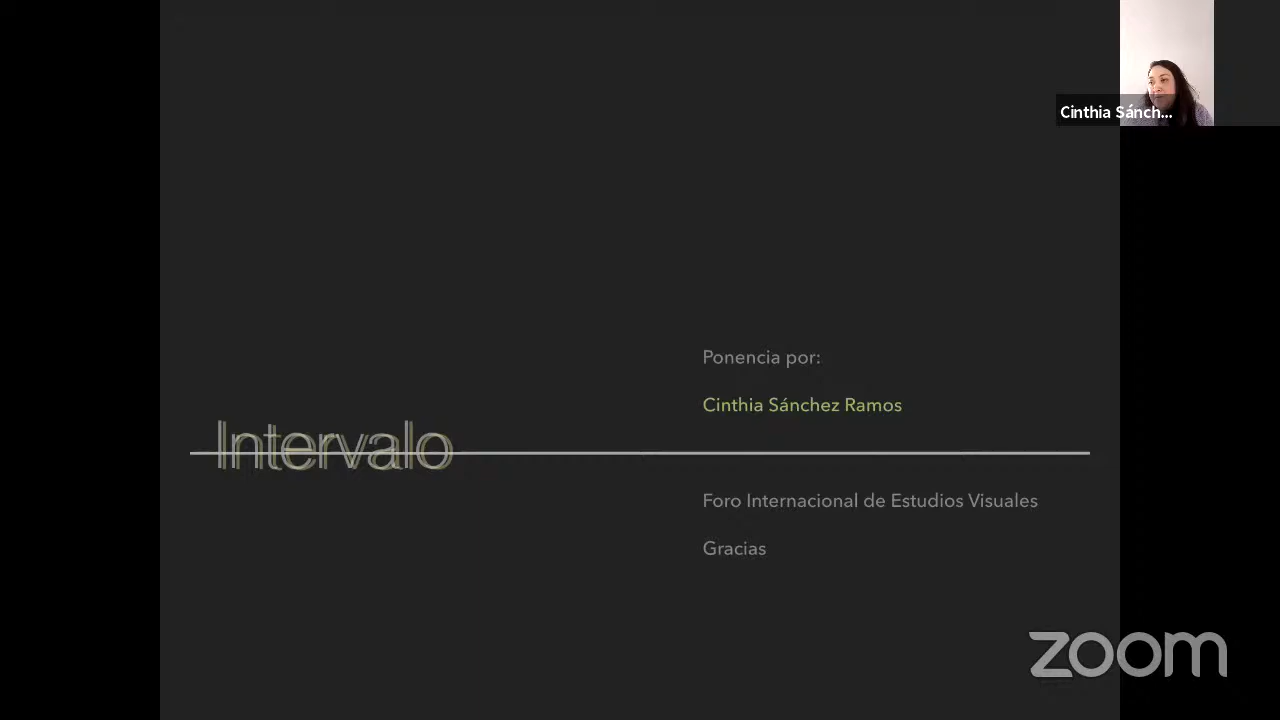 Cinthia Sánch...
Ponencia por:
Cinthia Sánchez Ramos
Intervalo
Foro Internacional de Estudios Visuales
Gracias
zoom